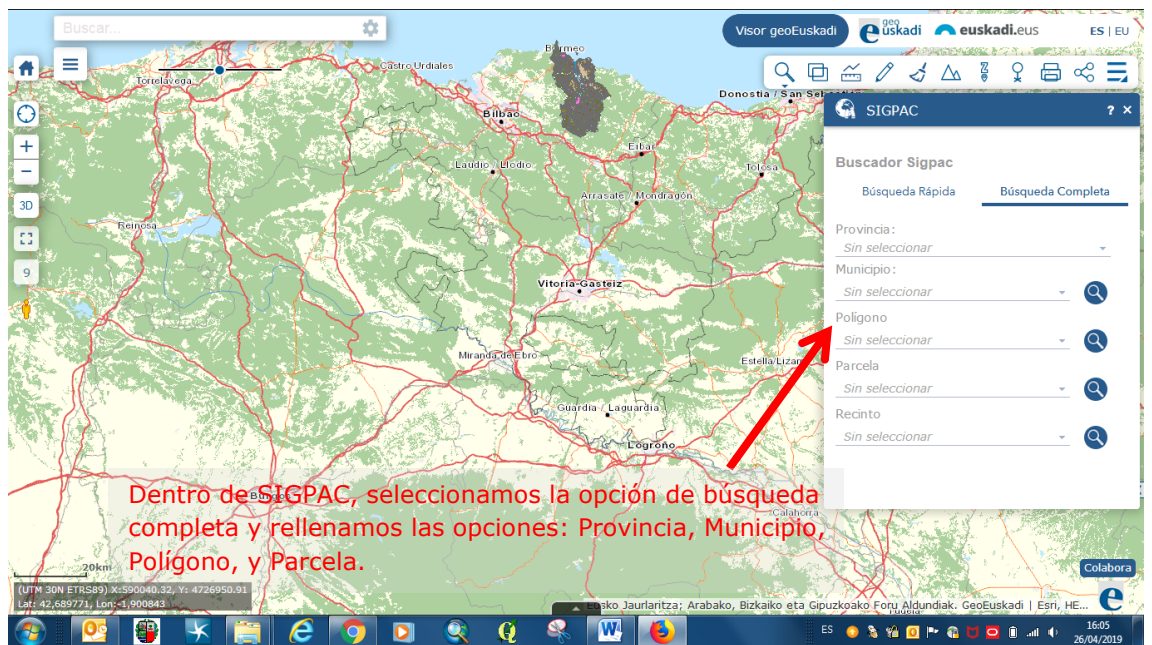 Buscar...
Visor geoEuskadi
geo
euskadi
euskadi.eus
ES | EU
Bermeo
Castro Urdiales
Torrelavega
Donostia / San Sebastián
SIGPAC
? ×
Bilbao
Eibar
Laudio / Llodio
Tolosa
Arrasate / Mondragón
Buscador Sigpac
Búsqueda Rápida
Búsqueda Completa
3D
Reinosa
9
Provincia:
Sin seleccionar
Municipio:
Sin seleccionar
Vitoria-Gasteiz
Polígono
Sin seleccionar
Miranda de Ebro
Estella/Lizarra
Parcela
Sin seleccionar
Guardia / Laguardia
Recinto
Sin seleccionar
Logroño
Dentro de SIGPAC, seleccionamos la opción de búsqueda
completa y rellenamos las opciones: Provincia, Municipio,
Polígono, y Parcela.
Burgos
Calahorra
20km
Colabora
(UTM 30N ETRS89) X:590040.32, Y: 4726950.91
Lat: 42,689771, Lon:-1,900843
Eusko Jaurlaritza; Arabako, Bizkaiko eta Gipuzkoako Foru Aldundiak. GeoEuskadi | Esri, HE...
ES
16:05
26/04/2019